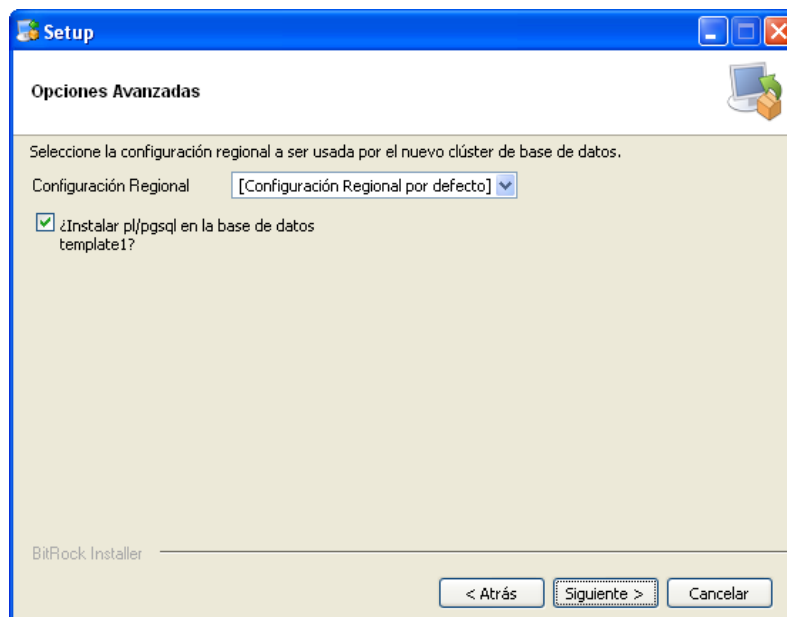 Setup
Opciones Avanzadas
Seleccione la configuración regional a ser usada por el nuevo clúster de base de datos.
Configuración Regional [Configuración Regional por defecto]
¿Instalar pl/pgsql en la base de datos
template1?
BitRock Installer
< Atrás Siguiente > Cancelar